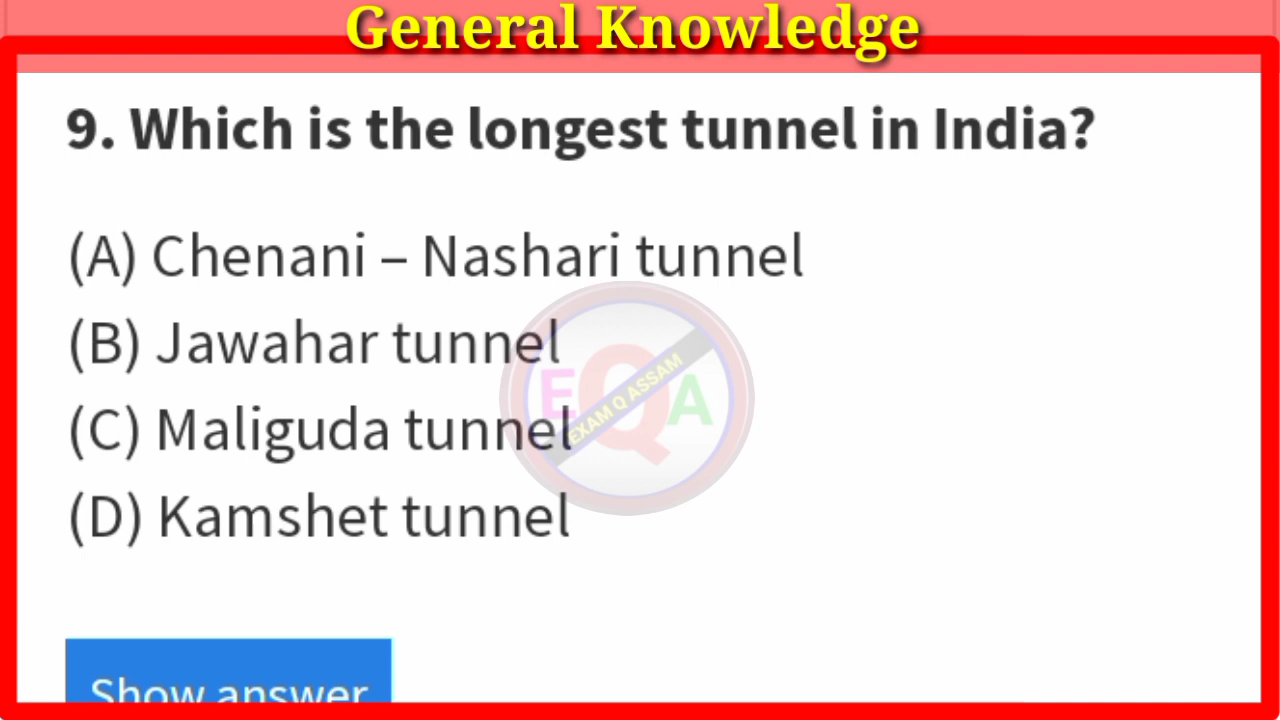 General Knowledge
9. Which is the longest tunnel in India?
(A) Chenani – Nashari tunnel
(B) Jawahar tunnel
(C) Maliguda tunnel
(D) Kamshet tunnel
EQA
EXAM Q ASSAM
Show answer